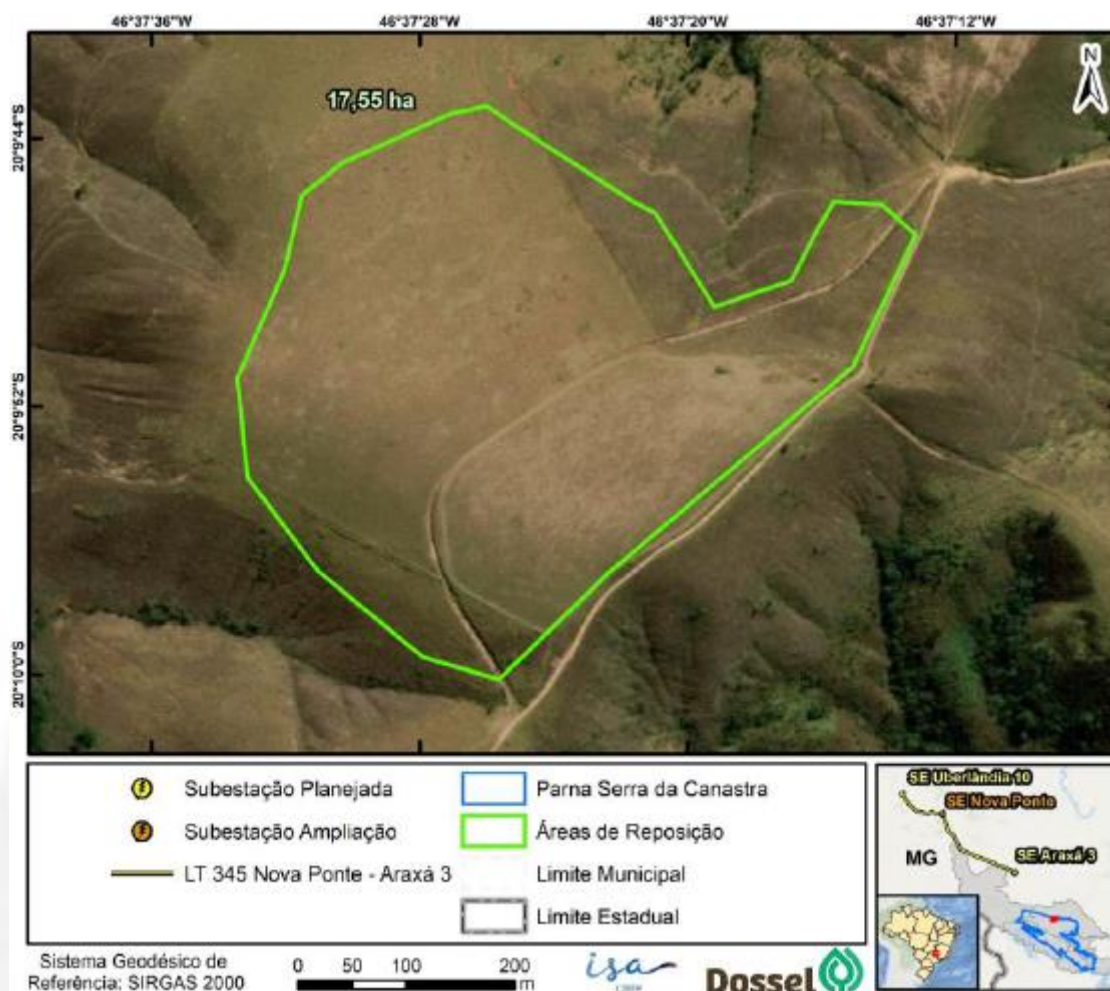 46°37'36"W 46°37'28"W 46°37'20"W 46°37'12"W
N
17,55 ha
20°9'44"S
20°9'52"S
20°10'0"S
Subestação Planejada
Subestação Ampliação
LT 345 Nova Ponte - Araxá 3
Parna Serra da Canastra
Áreas de Reposição
Limite Municipal
Limite Estadual
SE Uberlândia 10
SE Nova Ponte
MG
SE Araxá 3
Sistema Geodésico de
Referência: SIRGAS 2000
0 50 100 200
m
isa
Dossel